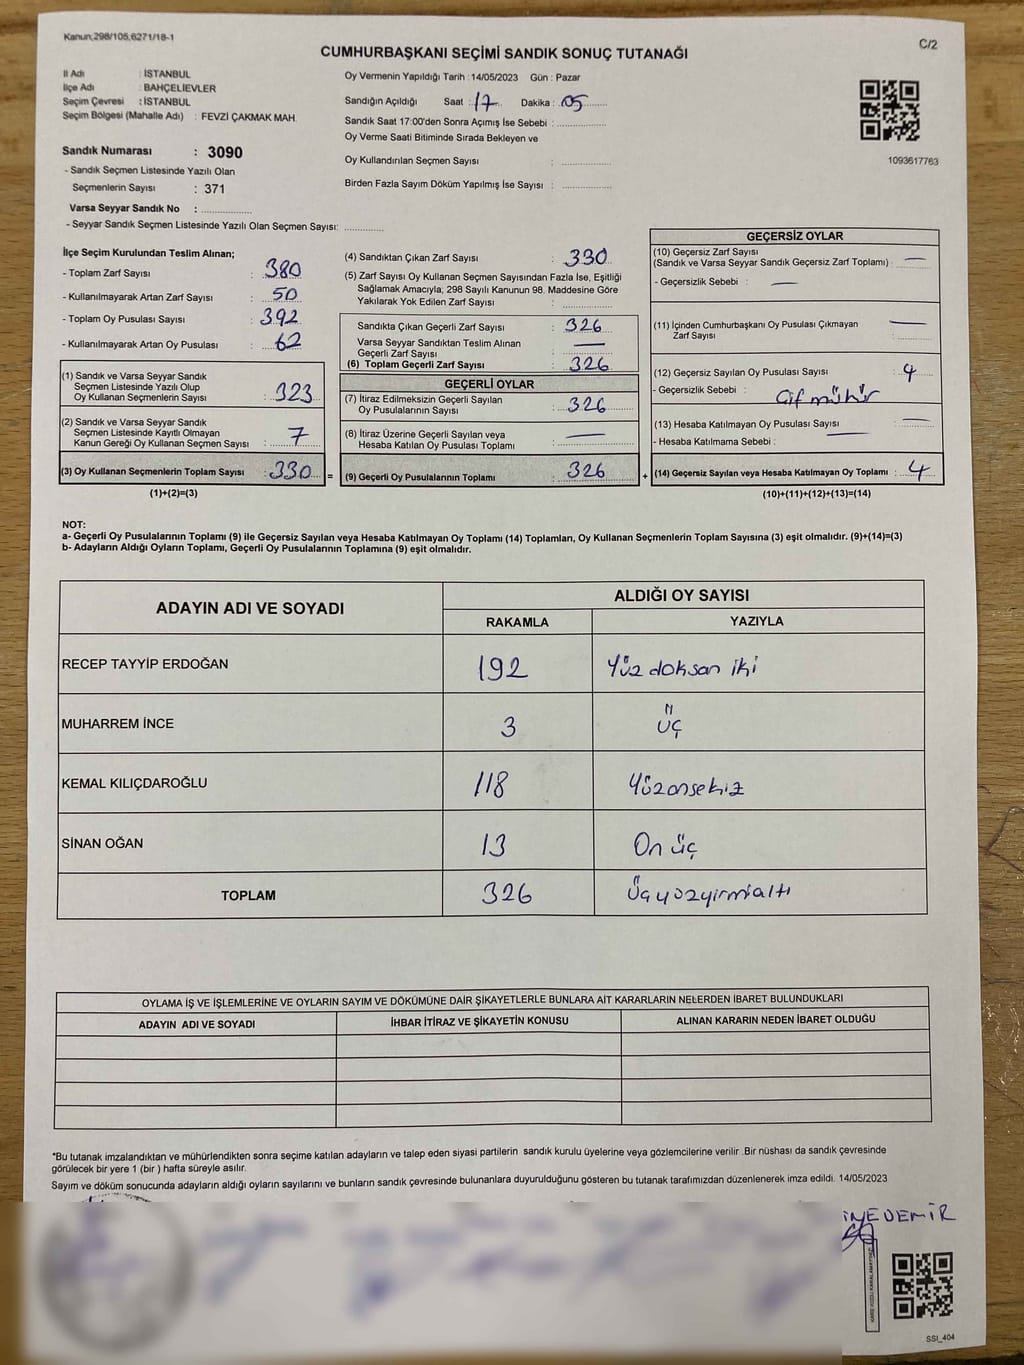 Kanun,298/105,6271/18-1
C/2
CUMHURBAŞKANI SEÇİMİ SANDIK SONUÇ TUTANAĞI
İl Adı : İSTANBUL
İlçe Adı : BAHÇELİEVLER
Seçim Çevresi : İSTANBUL
Seçim Bölgesi (Mahalle Adı) : FEVZİ ÇAKMAK MAH.
Sandık Numarası : 3090
- Sandık Seçmen Listesinde Yazılı Olan
Seçmenlerin Sayısı : 371
Varsa Seyyar Sandık No : ..............
- Seyyar Sandık Seçmen Listesinde Yazılı Olan Seçmen Sayısı: ............
Oy Vermenin Yapıldığı Tarih : 14/05/2023 Gün : Pazar
Sandığın Açıldığı Saat : 17 Dakika : 05
Sandık Saat 17:00'den Sonra Açımış İse Sebebi : ..............
Oy Verme Saati Bitiminde Sırada Bekleyen ve
Oy Kullandırılan Seçmen Sayısı : ..............
Birden Fazla Sayım Döküm Yapılmış İse Sayısı : ..............
1093617763
İlçe Seçim Kurulundan Teslim Alınan;
- Toplam Zarf Sayısı : 380
- Kullanılmayarak Artan Zarf Sayısı : 50
- Toplam Oy Pusulası Sayısı : 392
- Kullanılmayarak Artan Oy Pusulası : 62
(1) Sandık ve Varsa Seyyar Sandık
Seçmen Listesinde Yazılı Olup
Oy Kullanan Seçmenlerin Sayısı : 323
(2) Sandık ve Varsa Seyyar Sandık
Seçmen Listesinde Kayıtlı Olmayan
Kanun Gereği Oy Kullanan Seçmen Sayısı : 7
(3) Oy Kullanan Seçmenlerin Toplam Sayısı : 330 =
(1)+(2)=(3)
(4) Sandıktan Çıkan Zarf Sayısı : 330
(5) Zarf Sayısı Oy Kullanan Seçmen Sayısından Fazla İse, Eşitliği
Sağlamak Amacıyla; 298 Sayılı Kanunun 98. Maddesine Göre
Yakılarak Yok Edilen Zarf Sayısı : ..............
Sandıkta Çıkan Geçerli Zarf Sayısı : 326
Varsa Seyyar Sandıktan Teslim Alınan
Geçerli Zarf Sayısı : —
(6) Toplam Geçerli Zarf Sayısı : 326
GEÇERLİ OYLAR
(7) İtiraz Edilmeksizin Geçerli Sayılan
Oy Pusulalarının Sayısı : 326
(8) İtiraz Üzerine Geçerli Sayılan veya
Hesaba Katılan Oy Pusulası Toplamı : —
(9) Geçerli Oy Pusulalarının Toplamı : 326 +
GEÇERSİZ OYLAR
(10) Geçersiz Zarf Sayısı
(Sandık ve Varsa Seyyar Sandık Geçersiz Zarf Toplamı) : —
- Geçersizlik Sebebi : —
(11) İçinden Cumhurbaşkanı Oy Pusulası Çıkmayan —
Zarf Sayısı :
(12) Geçersiz Sayılan Oy Pusulası Sayısı : 4
- Geçersizlik Sebebi : Çif mühür
(13) Hesaba Katılmayan Oy Pusulası Sayısı : —
- Hesaba Katılmama Sebebi : —
(14) Geçersiz Sayılan veya Hesaba Katılmayan Oy Toplamı : 4
(10)+(11)+(12)+(13)=(14)
NOT:
a- Geçerli Oy Pusulalarının Toplamı (9) ile Geçersiz Sayılan veya Hesaba Katılmayan Oy Toplamı (14) Toplamları, Oy Kullanan Seçmenlerin Toplam Sayısına (3) eşit olmalıdır. (9)+(14)=(3)
b- Adayların Aldığı Oyların Toplamı, Geçerli Oy Pusulalarının Toplamına (9) eşit olmalıdır.
ADAYIN ADI VE SOYADI
ALDIĞI OY SAYISI
RAKAMLA YAZIYLA
RECEP TAYYİP ERDOĞAN 192 Yüz doksan iki
MUHARREM İNCE 3 Üç
KEMAL KILIÇDAROĞLU 118 Yüzonsekiz
SİNAN OĞAN 13 On üç
TOPLAM 326 Üçyüzyirmialtı
OYLAMA İŞ VE İŞLEMLERİNE VE OYLARIN SAYIM VE DÖKÜMÜNE DAİR ŞİKAYETLERLE BUNLARA AİT KARARLARIN NELERDEN İBARET BULUNDUKLARI
ADAYIN ADI VE SOYADI İHBAR İTİRAZ VE ŞİKAYETİN KONUSU ALINAN KARARIN NEDEN İBARET OLDUĞU
*Bu tutanak imzalandıktan ve mühürlendikten sonra seçime katılan adayların ve talep eden siyasi partilerin sandık kurulu üyelerine veya gözlemcilerine verilir .Bir nüshası da sandık çevresinde
görülecek bir yere 1 (bir ) hafta süreyle asılır.
Sayım ve döküm sonucunda adayların aldığı oyların sayılarını ve bunların sandık çevresinde bulunanlara duyurulduğunu gösteren bu tutanak tarafımızdan düzenlenerek imza edildi. 14/05/2023
SSI_404